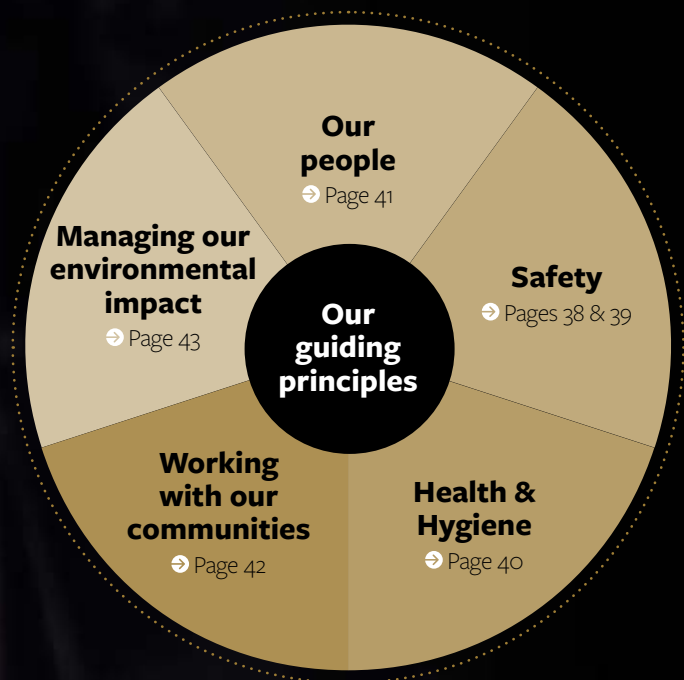 Our
people
Page 41
Safety
Pages 38 & 39
Health &
Hygiene
Page 40
Working
with our
communities
Page 42
Managing our
environmental
impact
Page 43
Our
guiding
principles